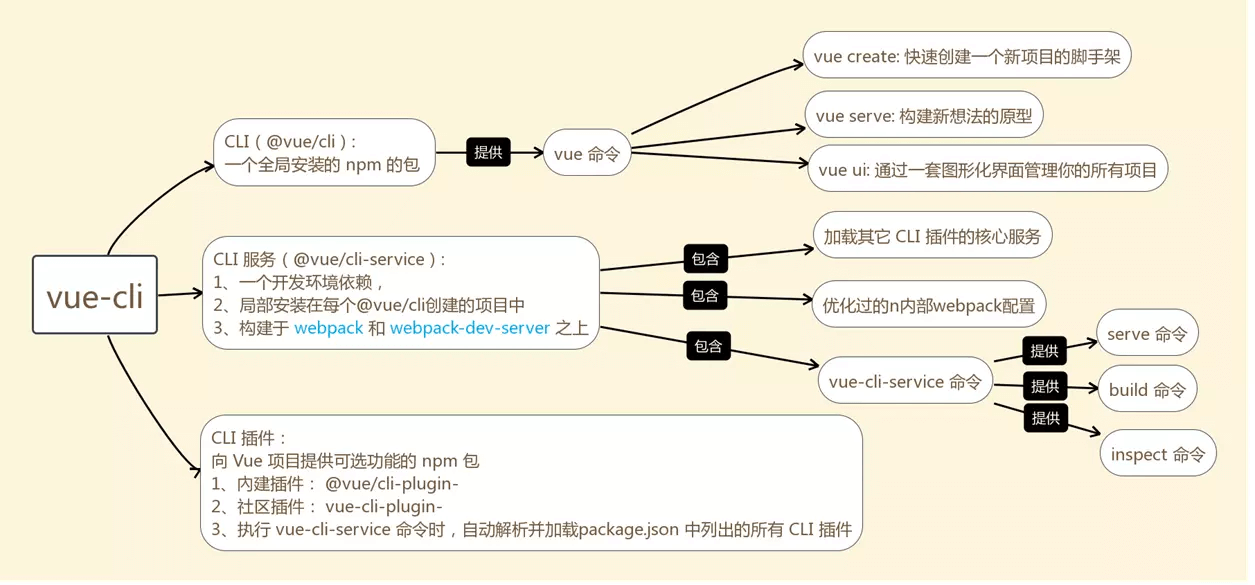 vue-cli
CLI（@vue/cli）:
一个全局安装的 npm 的包
提供
vue 命令
vue create: 快速创建一个新项目的脚手架
vue serve: 构建新想法的原型
vue ui: 通过一套图形化界面管理你的所有项目
CLI 服务（@vue/cli-service）:
1、一个开发环境依赖，
2、局部安装在每个@vue/cli创建的项目中
3、构建于 webpack 和 webpack-dev-server 之上
包含
加载其它 CLI 插件的核心服务
包含
优化过的n内部webpack配置
包含
vue-cli-service 命令
提供
serve 命令
提供
build 命令
提供
inspect 命令
CLI 插件：
向 Vue 项目提供可选功能的 npm 包
1、内建插件： @vue/cli-plugin-
2、社区插件： vue-cli-plugin-
3、执行 vue-cli-service 命令时，自动解析并加载package.json 中列出的所有 CLI 插件